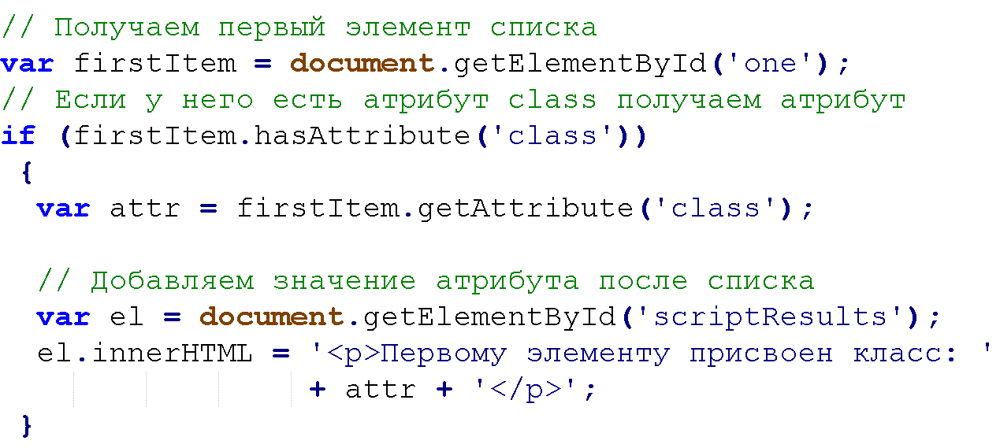 // Получаем первый элемент списка
var firstItem = document.getElementById('one');
// Если у него есть атрибут class получаем атрибут
if (firstItem.hasAttribute('class'))
{
var attr = firstItem.getAttribute('class');
// Добавляем значение атрибута после списка
var el = document.getElementById('scriptResults');
el.innerHTML = '<p>Первому элементу присвоен класс: '
+ attr + '</p>';
}